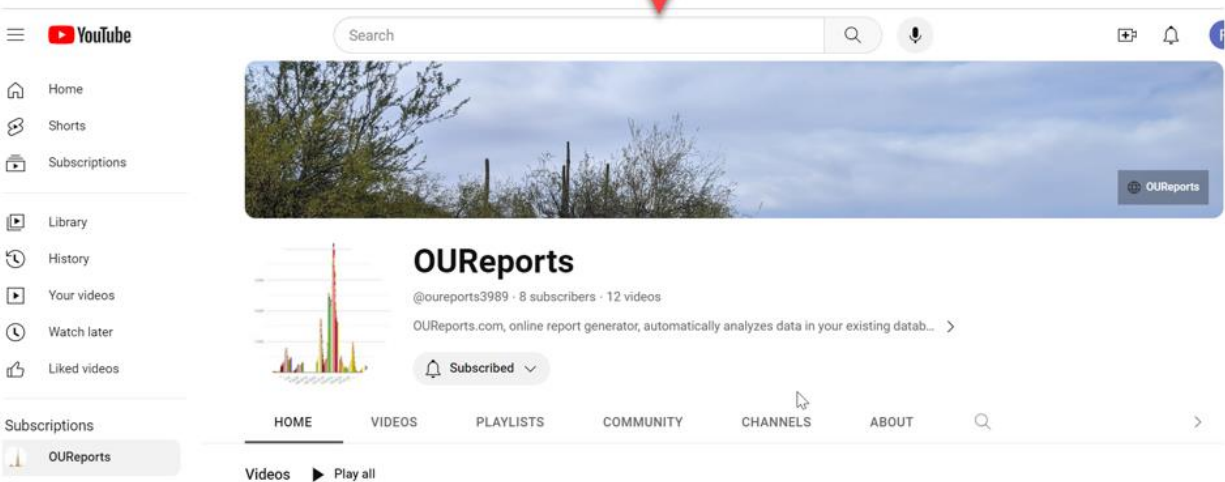 YouTube
Search
Home
Shorts
Subscriptions
Library
History
Your videos
Watch later
Liked videos
Subscriptions
OUReports
OUReports
OUReports
@oureports3989 · 8 subscribers · 12 videos
OUReports.com, online report generator, automatically analyzes data in your existing datab...
Subscribed
HOME VIDEOS PLAYLISTS COMMUNITY CHANNELS ABOUT
Videos Play all